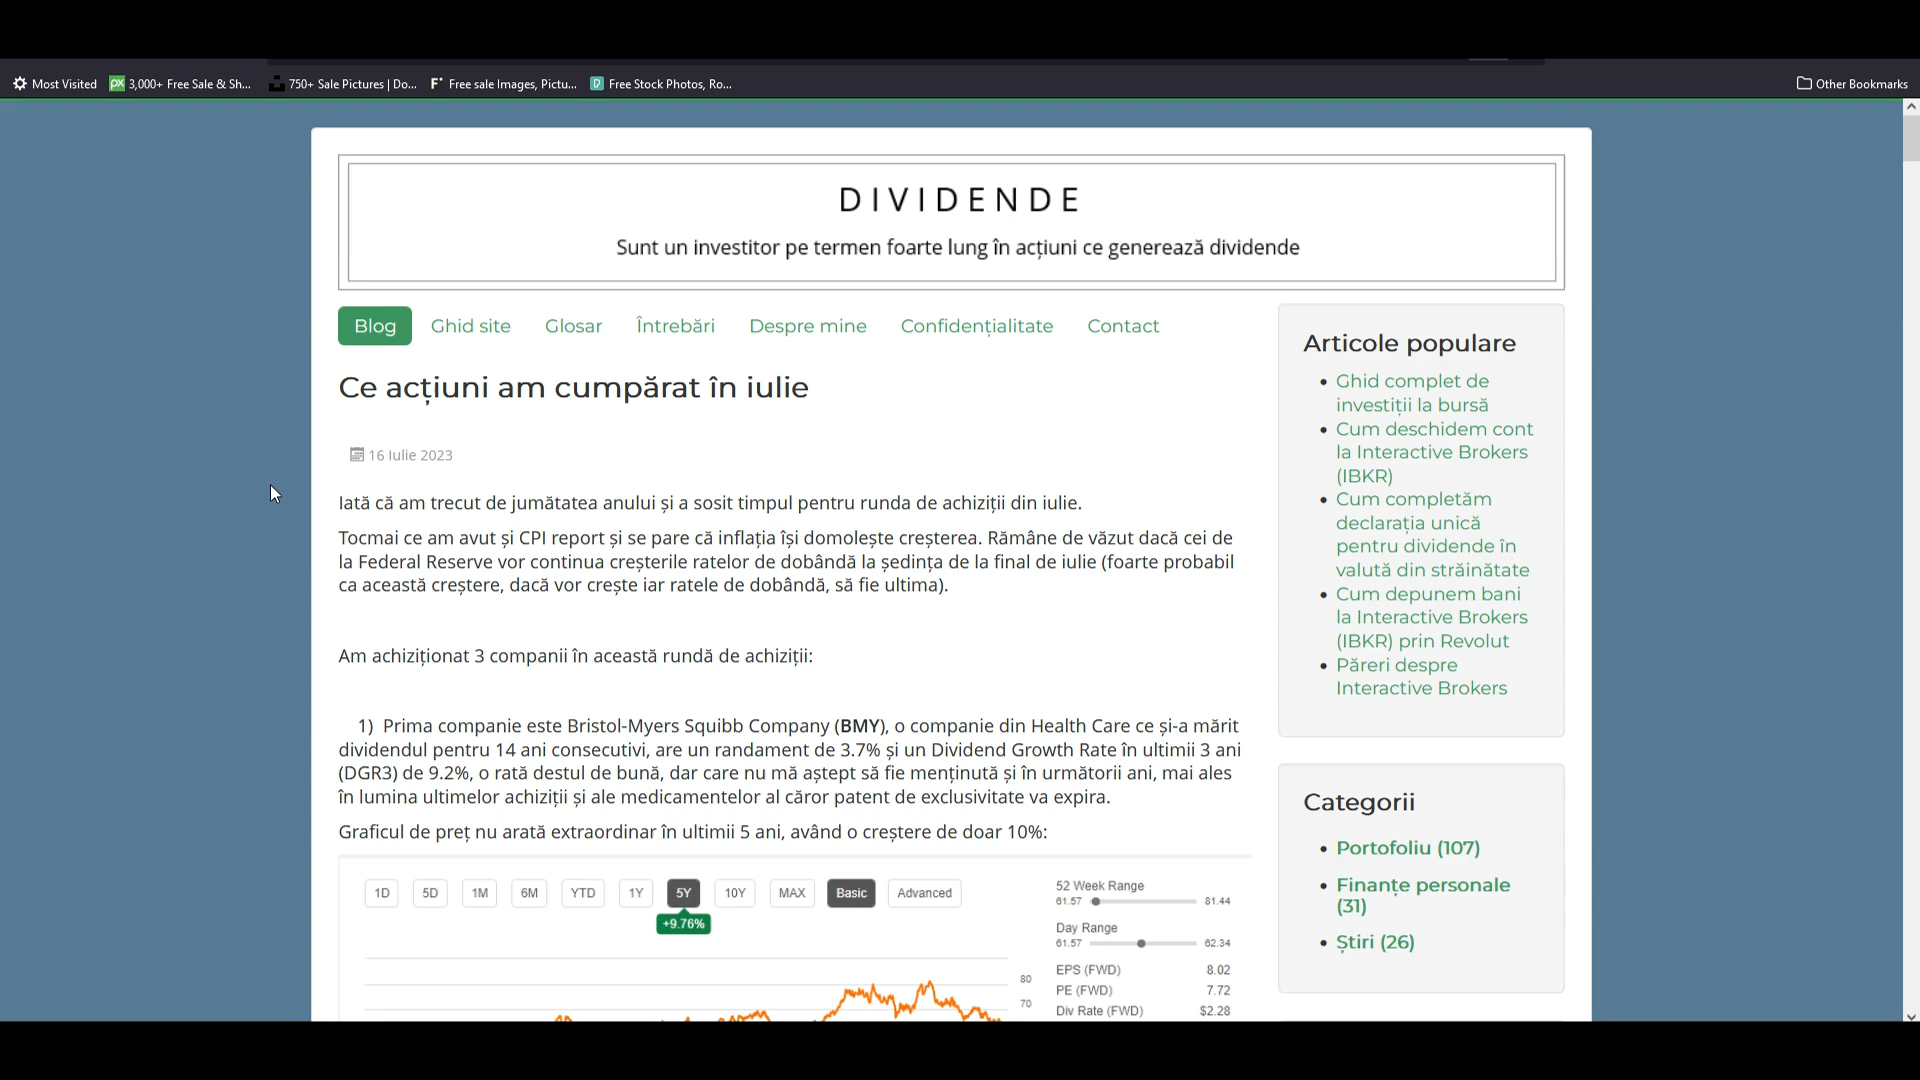 Most Visited
3,000+ Free Sale & Sh...
750+ Sale Pictures | Do...
Free sale Images, Pictu...
Free Stock Photos, Ro...
Other Bookmarks
DIVIDENDE
Sunt un investitor pe termen foarte lung în acțiuni ce generează dividende
Blog
Ghid site
Glosar
Întrebări
Despre mine
Confidențialitate
Contact
Ce acțiuni am cumpărat în iulie
16 Iulie 2023
Iată că am trecut de jumătatea anului și a sosit timpul pentru runda de achiziții din iulie.
Tocmai ce am avut și CPI report și se pare că inflația își domolește creșterea. Rămâne de văzut dacă cei de
la Federal Reserve vor continua creșterile ratelor de dobândă la ședința de la final de iulie (foarte probabil
ca această creștere, dacă vor crește iar ratele de dobândă, să fie ultima).
Am achiziționat 3 companii în această rundă de achiziții:
1) Prima companie este Bristol-Myers Squibb Company (BMY), o companie din Health Care ce și-a mărit
dividendul pentru 14 ani consecutivi, are un randament de 3.7% și un Dividend Growth Rate în ultimii 3 ani
(DGR3) de 9.2%, o rată destul de bună, dar care nu mă aștept să fie menținută și în următorii ani, mai ales
în lumina ultimelor achiziții și ale medicamentelor al căror patent de exclusivitate va expira.
Graficul de preț nu arată extraordinar în ultimii 5 ani, având o creștere de doar 10%:
1D
5D
1M
6M
YTD
1Y
5Y
10Y
MAX
Basic
Advanced
+9.76%
80
70
52 Week Range
61.57
81.44
Day Range
61.57
62.34
EPS (FWD) 8.02
PE (FWD) 7.72
Div Rate (FWD) $2.28
Articole populare
Ghid complet de
investiții la bursă
Cum deschidem cont
la Interactive Brokers
(IBKR)
Cum completăm
declarația unică
pentru dividende în
valută din străinătate
Cum depunem bani
la Interactive Brokers
(IBKR) prin Revolut
Păreri despre
Interactive Brokers
Categorii
Portofoliu (107)
Finanțe personale
(31)
Știri (26)